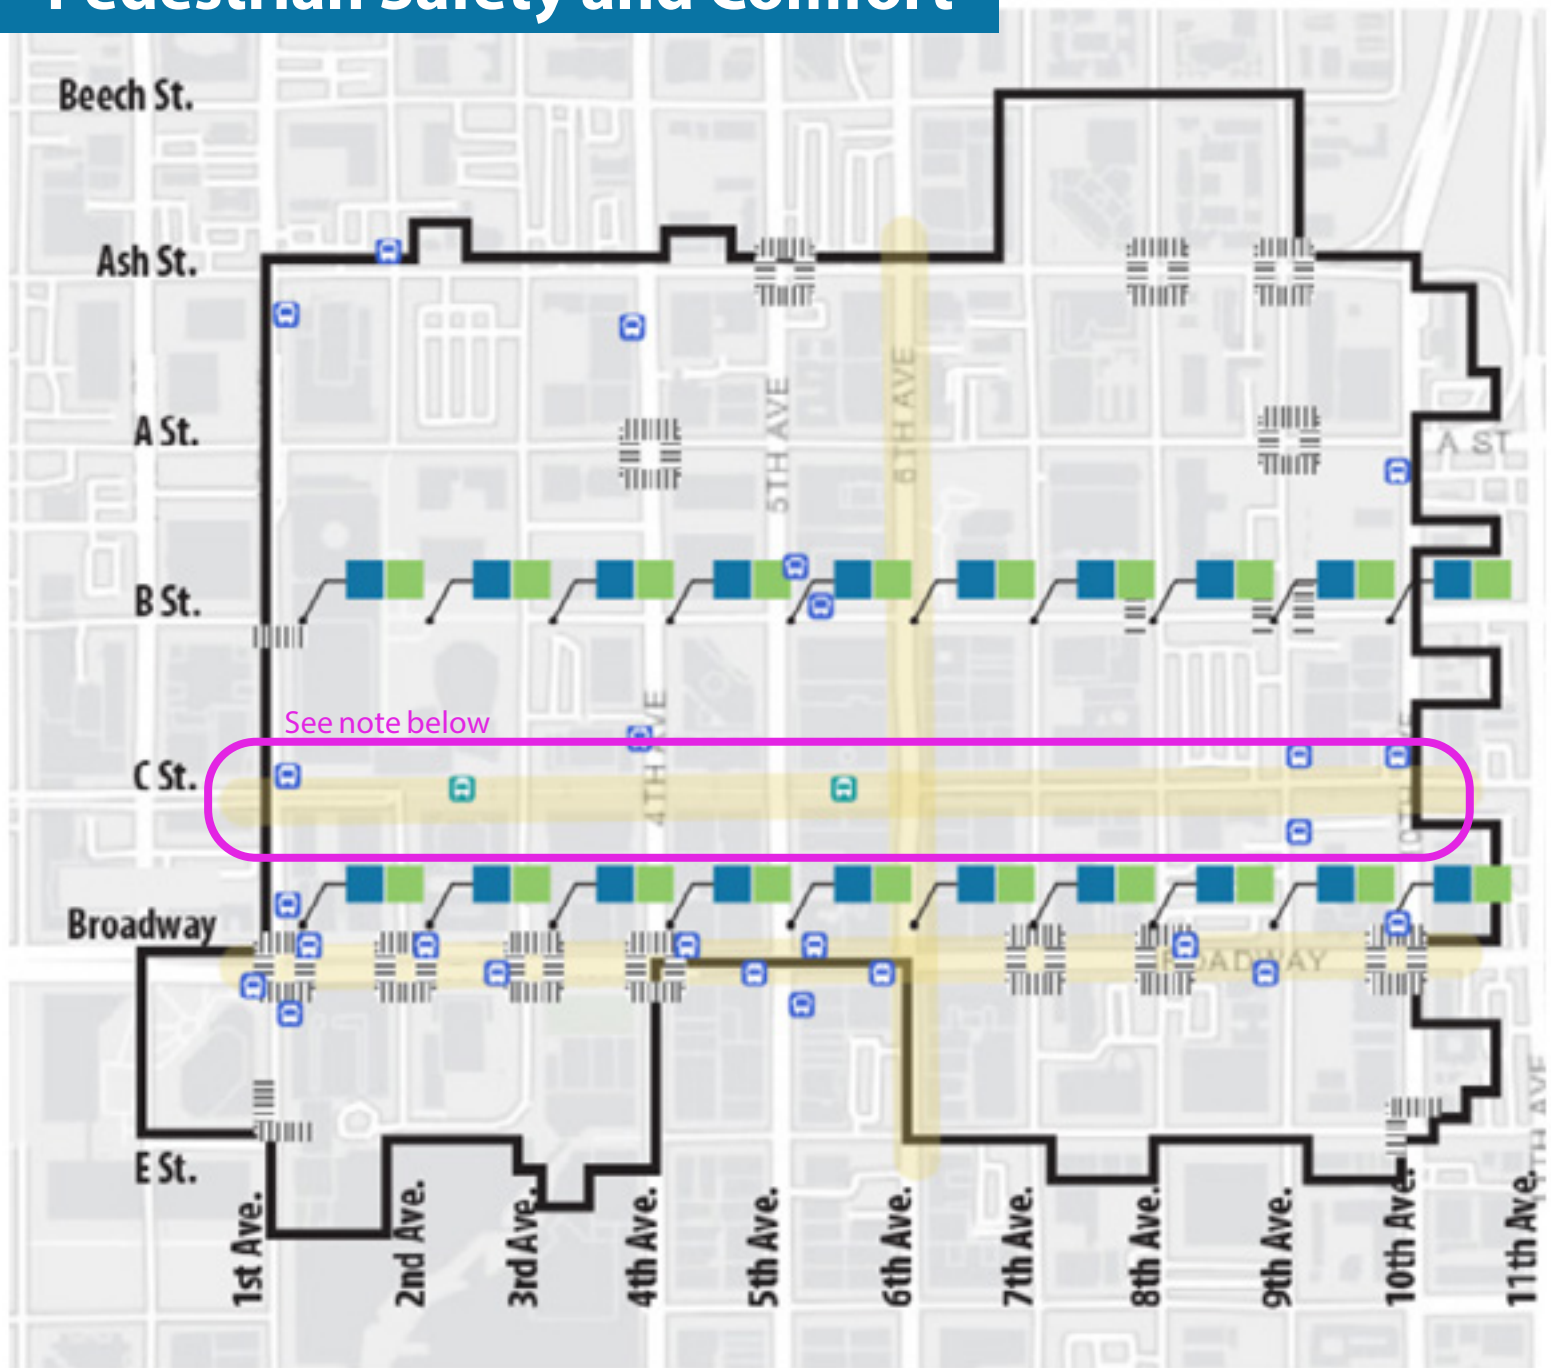 Pedestrian Safety and Comfort
Beech St.
Ash St.
A St.
A ST
5TH AVE
6TH AVE
B St.
See note below
4TH AVE
C St.
Broadway
E St.
1st Ave.
2nd Ave.
3rd Ave.
4th Ave.
5th Ave.
6th Ave.
7th Ave.
8th Ave.
9th Ave.
10th Ave.
11th Ave.